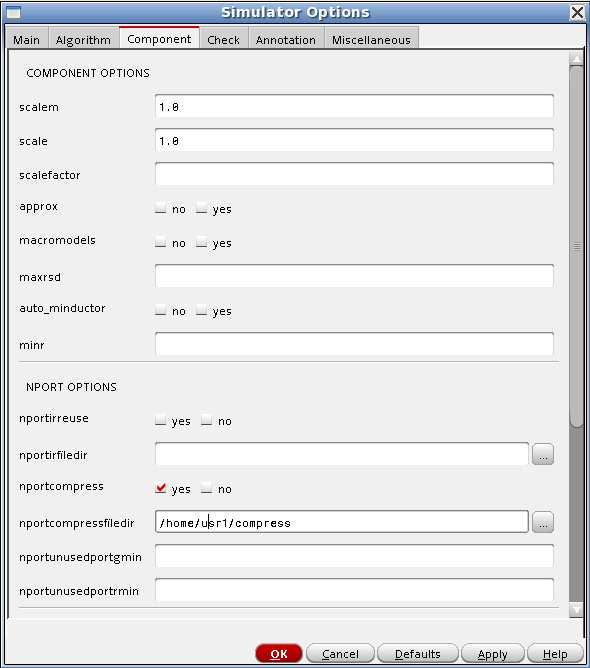 Simulator Options
Main Algorithm Component Check Annotation Miscellaneous
COMPONENT OPTIONS
scalem 1.0
scale 1.0
scalefactor
approx no yes
macromodels no yes
maxrsd
auto_minductor no yes
minr
NPORT OPTIONS
nportirreuse yes no
nportirfiledir ...
nportcompress yes no
nportcompressfiledir /home/usr1/compress ...
nportunusedportgmin
nportunusedportrmin
OK Cancel Defaults Apply Help